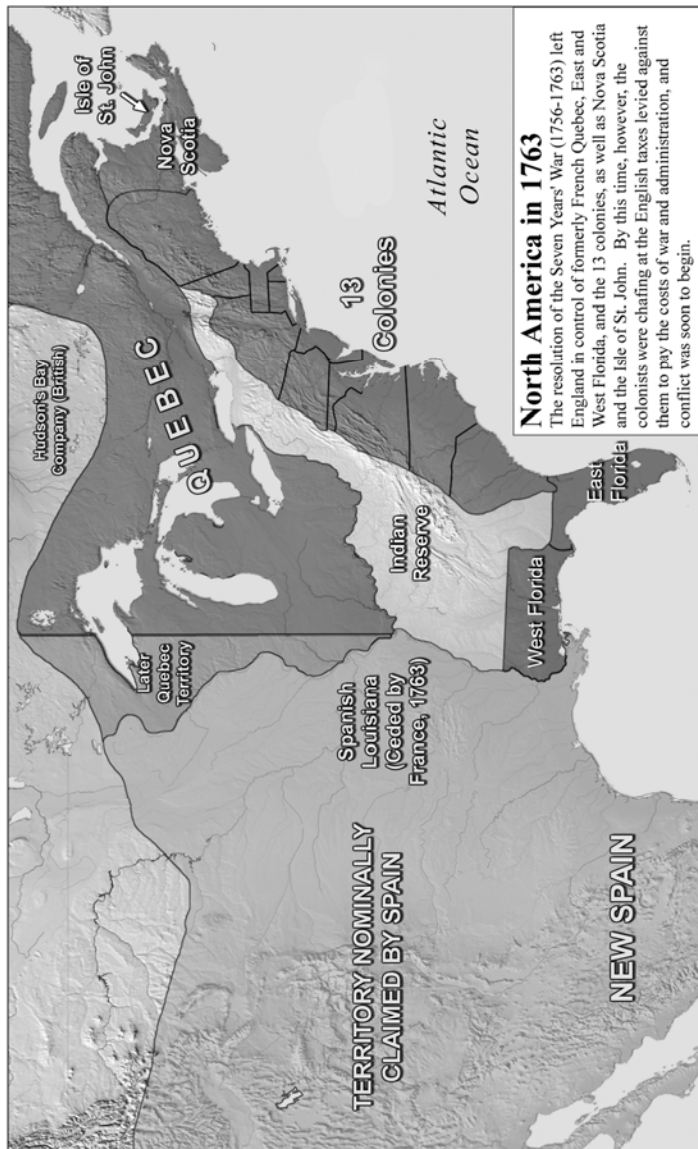 Hudson's Bay
Company (British)
QUEBEC
Isle of
St. John
Nova
Scotia
Later
Quebec
Territory
Atlantic
Ocean
13
Colonies
Indian
Reserve
Spanish
Louisiana
(Ceded by
France, 1763)
TERRITORY NOMINALLY
CLAIMED BY SPAIN
West Florida
East
Florida
NEW SPAIN
North America in 1763
The resolution of the Seven Years' War (1756-1763) left
England in control of formerly French Quebec, East and
West Florida, and the 13 colonies, as well as Nova Scotia
and the Isle of St. John. By this time, however, the
colonists were chafing at the English taxes levied against
them to pay the costs of war and administration, and
conflict was soon to begin.